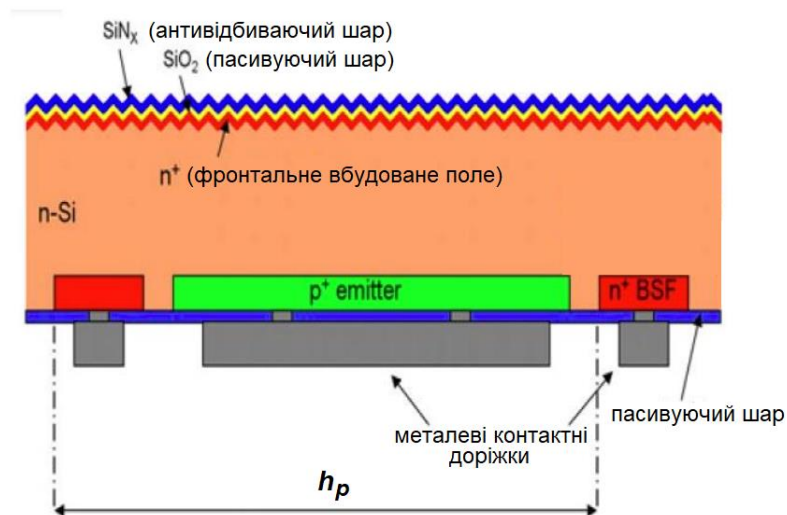 SiNX (антивідбиваючий шар)
SiO2 (пасивуючий шар)
n+ (фронтальне вбудоване поле)
n-Si
p+ emitter
n+ BSF
пасивуючий шар
металеві контактні
доріжки
hp